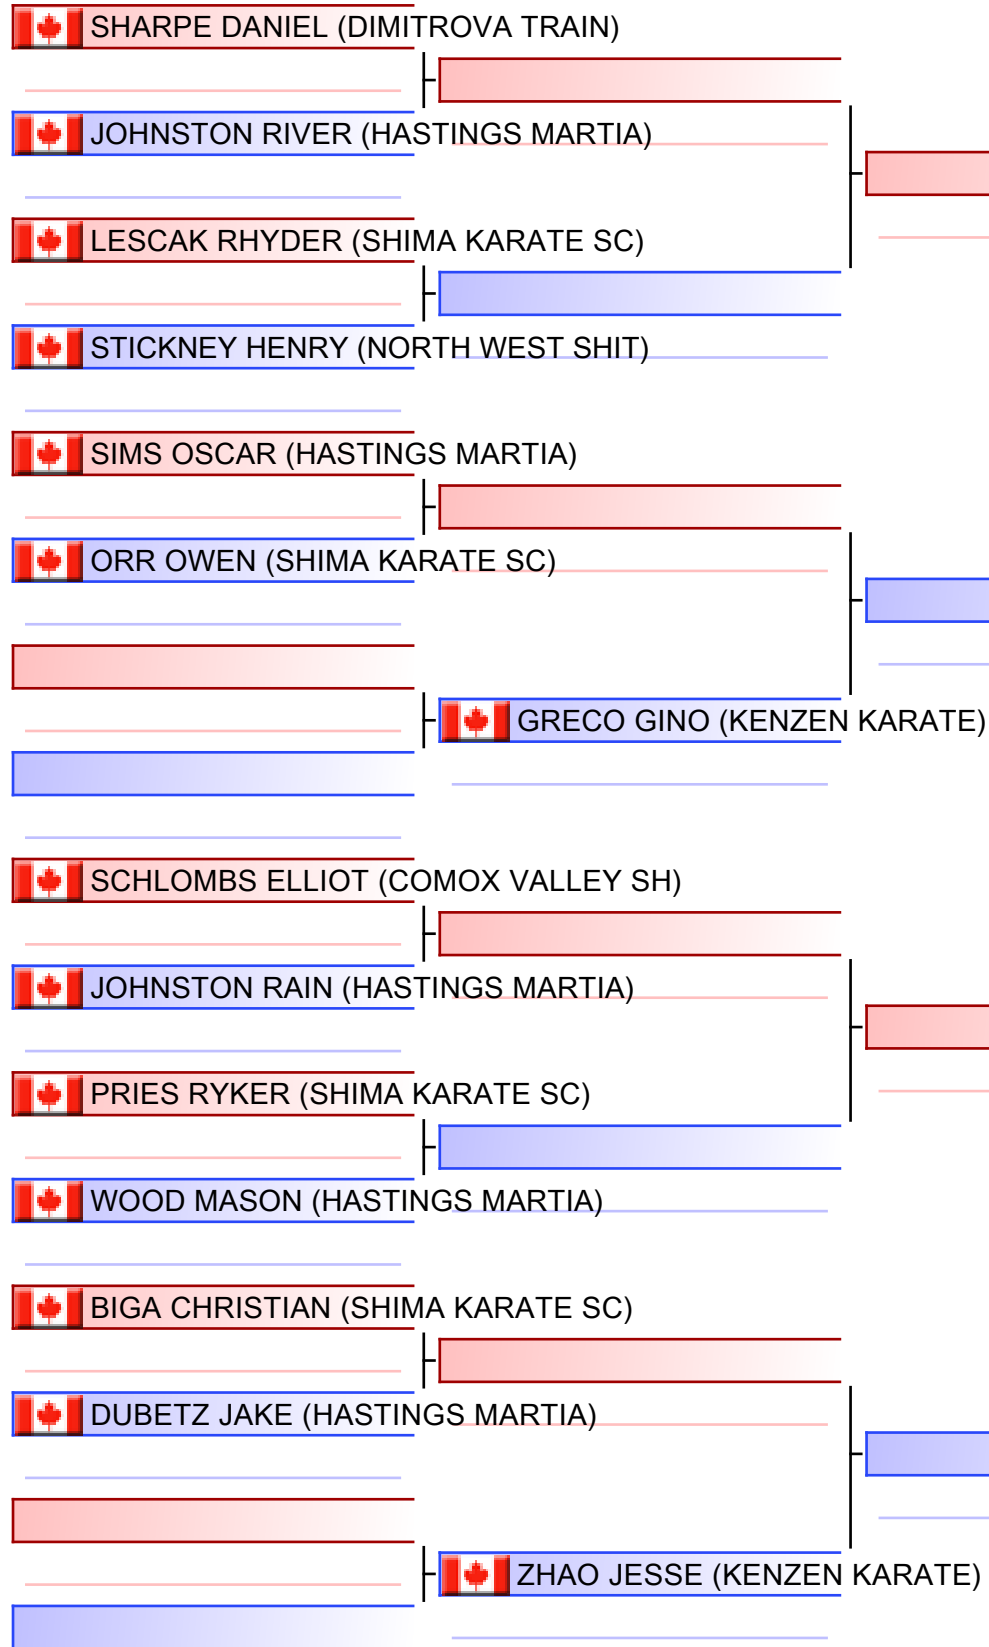 SHARPE DANIEL (DIMITROVA TRAIN)
JOHNSTON RIVER (HASTINGS MARTIA)
LESCAK RHYDER (SHIMA KARATE SC)
STICKNEY HENRY (NORTH WEST SHIT)
SIMS OSCAR (HASTINGS MARTIA)
ORR OWEN (SHIMA KARATE SC)
GRECO GINO (KENZEN KARATE)
SCHLOMBS ELLIOT (COMOX VALLEY SH)
JOHNSTON RAIN (HASTINGS MARTIA)
PRIES RYKER (SHIMA KARATE SC)
WOOD MASON (HASTINGS MARTIA)
BIGA CHRISTIAN (SHIMA KARATE SC)
DUBETZ JAKE (HASTINGS MARTIA)
ZHAO JESSE (KENZEN KARATE)